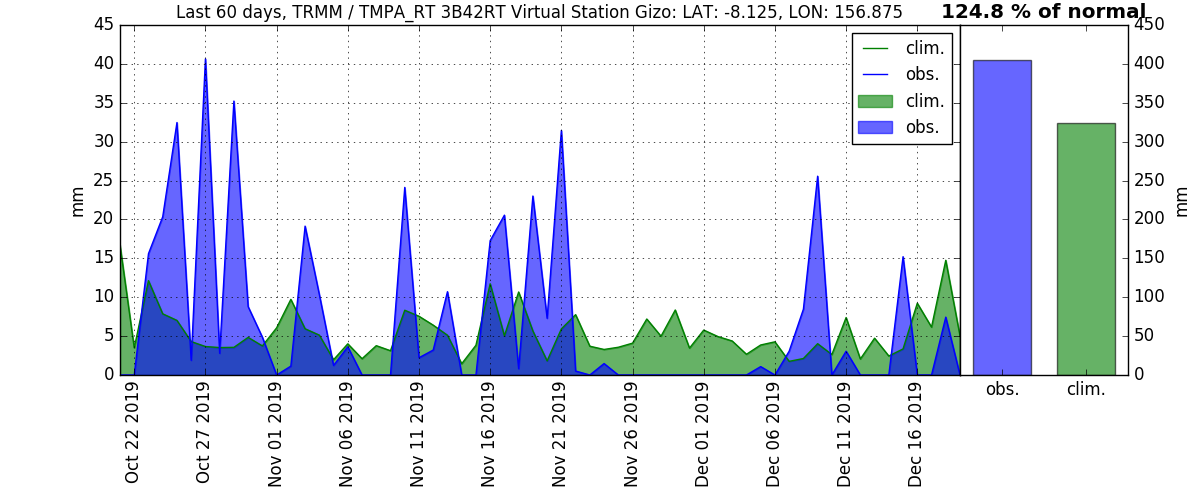 Last 60 days, TRMM / TMPA_RT 3B42RT Virtual Station Gizo: LAT: -8.125, LON: 156.875
124.8 % of normal
45
40
35
30
25
20
15
10
5
0
mm
clim.
obs.
clim.
obs.
450
400
350
300
250
200
150
100
50
0
mm
Oct 22 2019
Oct 27 2019
Nov 01 2019
Nov 06 2019
Nov 11 2019
Nov 16 2019
Nov 21 2019
Nov 26 2019
Dec 01 2019
Dec 06 2019
Dec 11 2019
Dec 16 2019
obs.
clim.